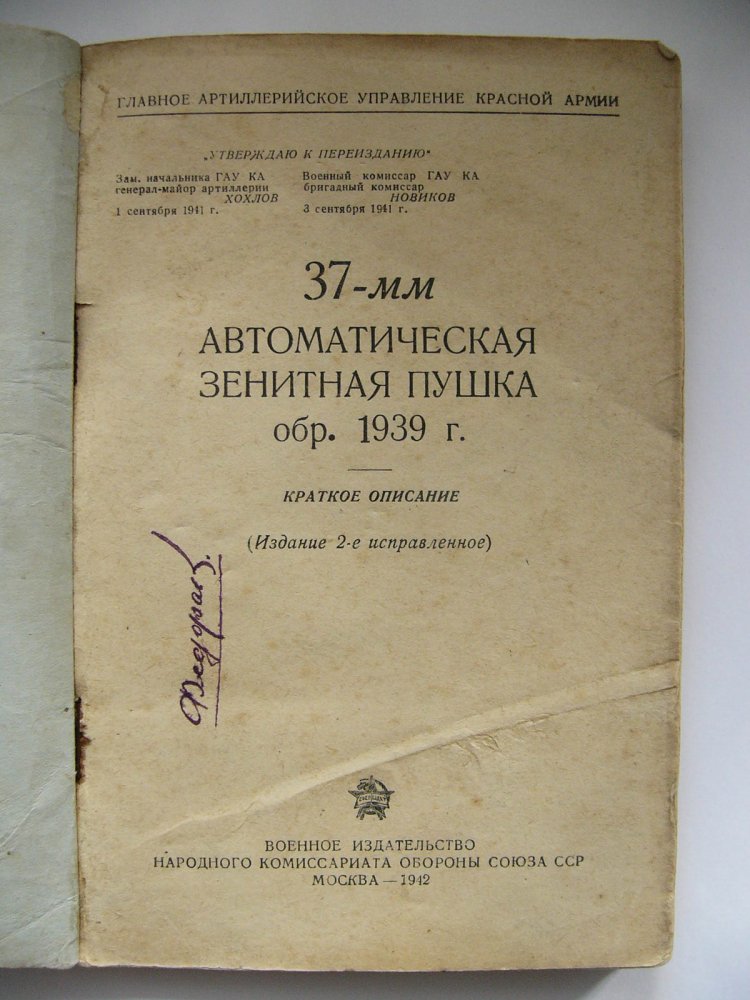 ГЛАВНОЕ АРТИЛЛЕРИЙСКОЕ УПРАВЛЕНИЕ КРАСНОЙ АРМИИ
„УТВЕРЖДАЮ К ПЕРЕИЗДАНИЮ“
Зам. начальника ГАУ КА
генерал-майор артиллерии
ХОХЛОВ
1 сентября 1941 г.
Военный комиссар ГАУ КА
бригадный комиссар
НОВИКОВ
3 сентября 1941 г.
37-мм
АВТОМАТИЧЕСКАЯ
ЗЕНИТНАЯ ПУШКА
обр. 1939 г.
КРАТКОЕ ОПИСАНИЕ
(Издание 2-е исправленное)
ВОЕННОЕ ИЗДАТЕЛЬСТВО
НАРОДНОГО КОМИССАРИАТА ОБОРОНЫ СОЮЗА ССР
МОСКВА — 1942